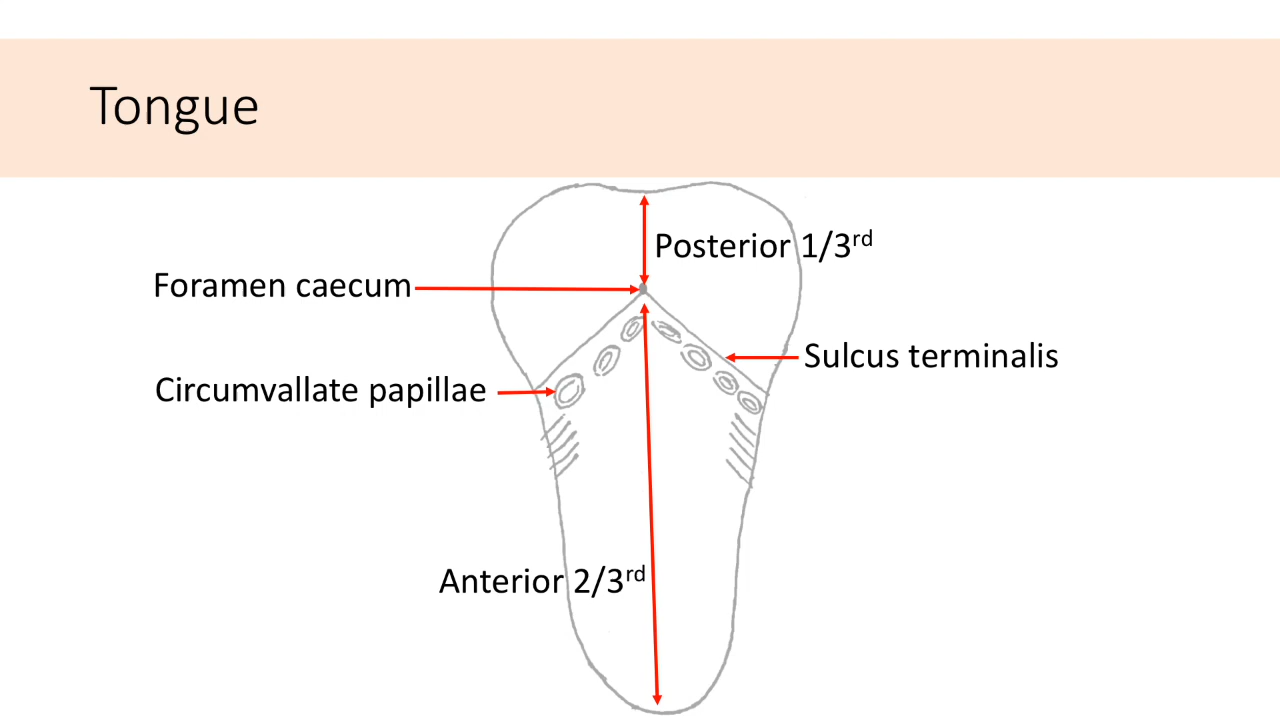 Tongue
Posterior 1/3rd
Foramen caecum
Sulcus terminalis
Circumvallate papillae
Anterior 2/3rd